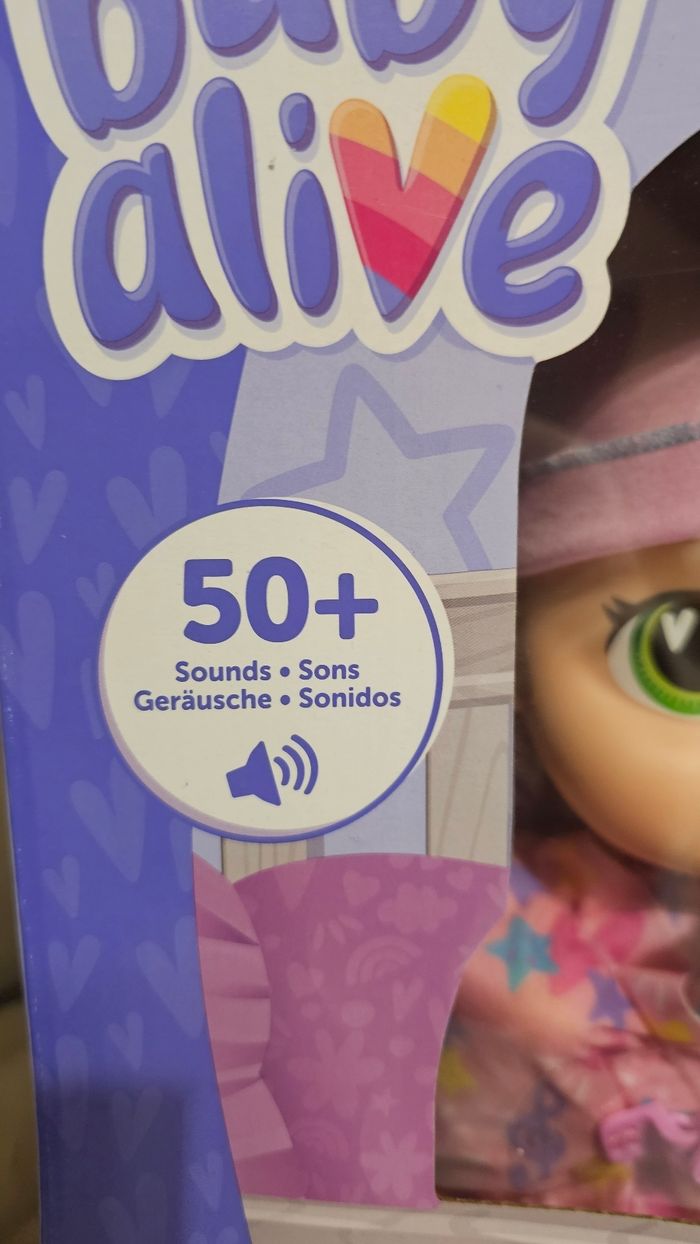 baby
alive
50+
Sounds • Sons
Geräusche • Sonidos